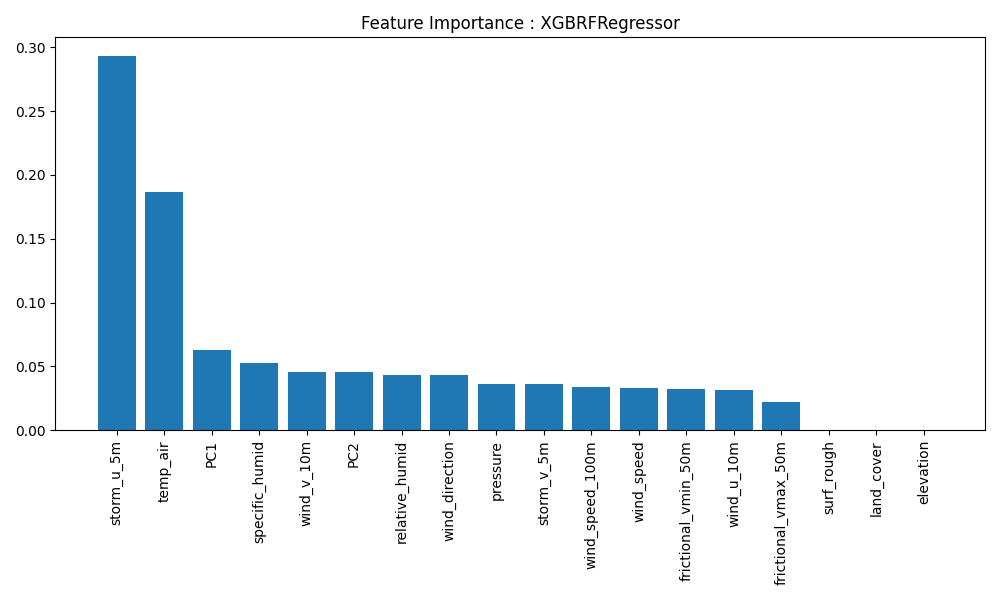 Feature Importance : XGBRFRegressor
0.30
0.25
0.20
0.15
0.10
0.05
0.00
storm_u_5m
temp_air
PC1
specific_humid
wind_v_10m
PC2
relative_humid
wind_direction
pressure
storm_v_5m
wind_speed_100m
wind_speed
frictional_vmin_50m
wind_u_10m
frictional_vmax_50m
surf_rough
land_cover
elevation